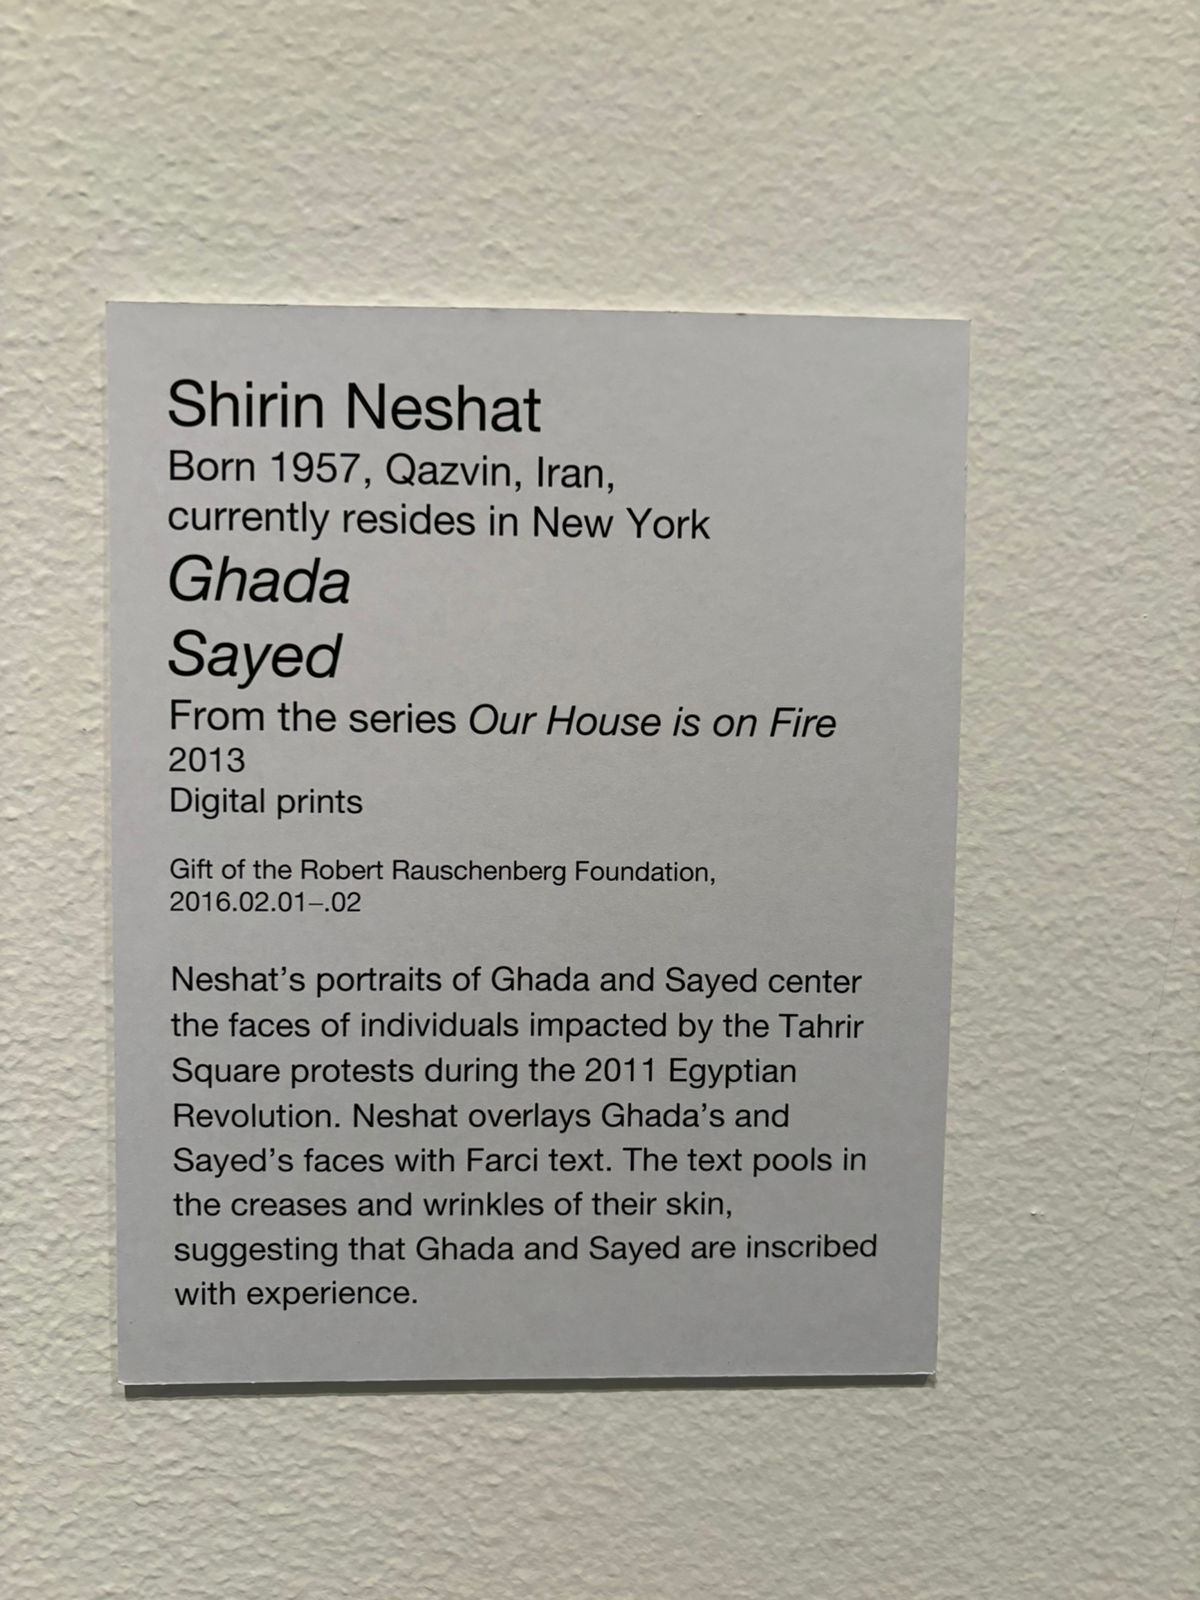 Shirin Neshat
Born 1957, Qazvin, Iran,
currently resides in New York
Ghada
Sayed
From the series Our House is on Fire
2013
Digital prints
Gift of the Robert Rauschenberg Foundation,
2016.02.01–.02
Neshat’s portraits of Ghada and Sayed center
the faces of individuals impacted by the Tahrir
Square protests during the 2011 Egyptian
Revolution. Neshat overlays Ghada’s and
Sayed’s faces with Farci text. The text pools in
the creases and wrinkles of their skin,
suggesting that Ghada and Sayed are inscribed
with experience.